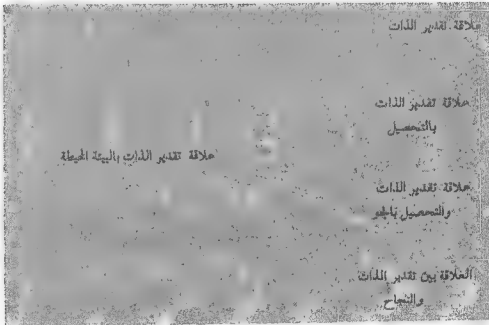 علاقة تقدير الذات
علاقة تقدير الذات
بالتحصيل
علاقة تقدير الذات بالبيئة المحيطة
علاقة تقدير الذات
والتحصيل بالجو
العلاقة بين تقدير الذات
والنجاح